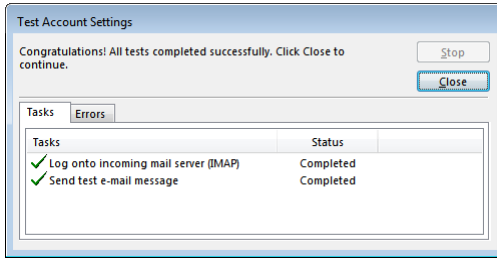 Test Account Settings
Congratulations! All tests completed successfully. Click Close to
continue.
Stop
Close
Tasks Errors
Tasks Status
Log onto incoming mail server (IMAP) Completed
Send test e-mail message Completed